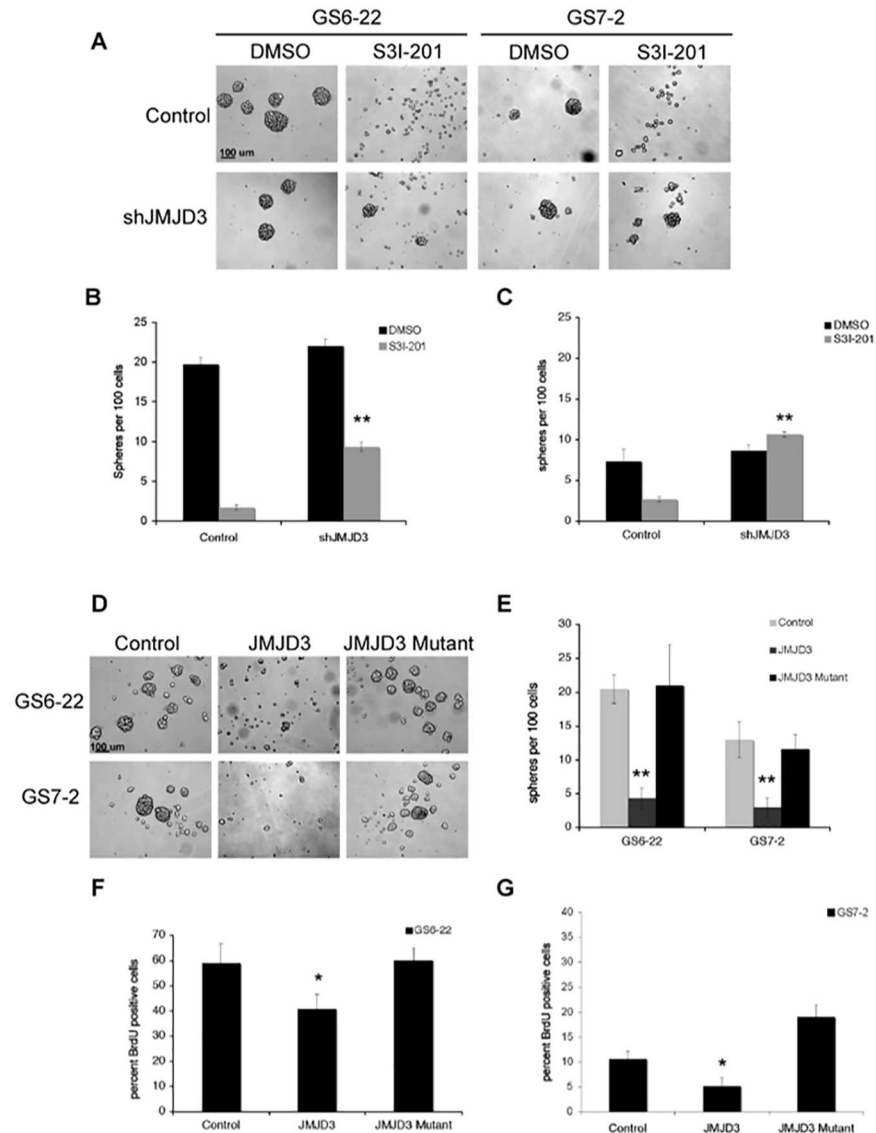 GS6-22 GS7-2
A
DMSO S3I-201 DMSO S3I-201
Control
100 um
shJMJD3
B
Spheres per 100 cells
25
20
15
10
5
0
DMSO
S3I-201
**
Control shJMJD3
C
spheres per 100 cells
25
20
15
10
5
0
DMSO
S3I-201
**
Control shJMJD3
D
Control JMJD3 JMJD3 Mutant
GS6-22
100 um
GS7-2
E
spheres per 100 cells
30
25
20
15
10
5
0
Control
JMJD3
JMJD3 Mutant
** **
GS6-22 GS7-2
F
percent BrdU positive cells
70
60
50
40
30
20
10
0
GS6-22
*
Control JMJD3 JMJD3 Mutant
G
percent BrdU positive cells
40
35
30
25
20
15
10
5
0
GS7-2
*
Control JMJD3 JMJD3 Mutant